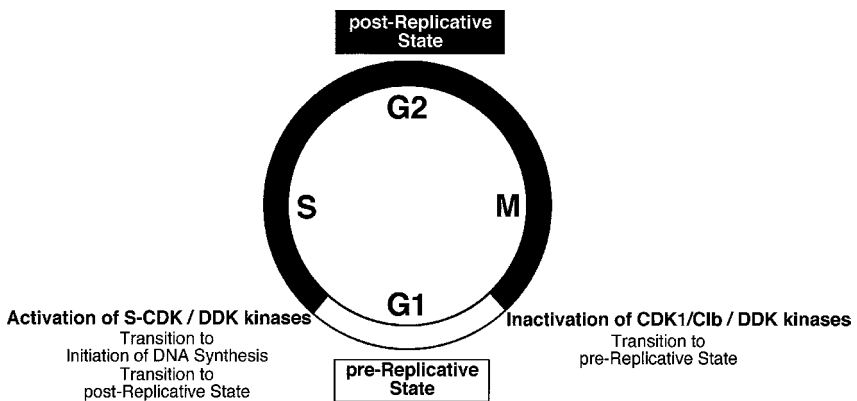 post-Replicative
State
G2
S
M
G1
Activation of S-CDK / DDK kinases
Transition to
Initiation of DNA Synthesis
Transition to
post-Replicative State
Inactivation of CDK1/Clb / DDK kinases
Transition to
pre-Replicative State
pre-Replicative
State